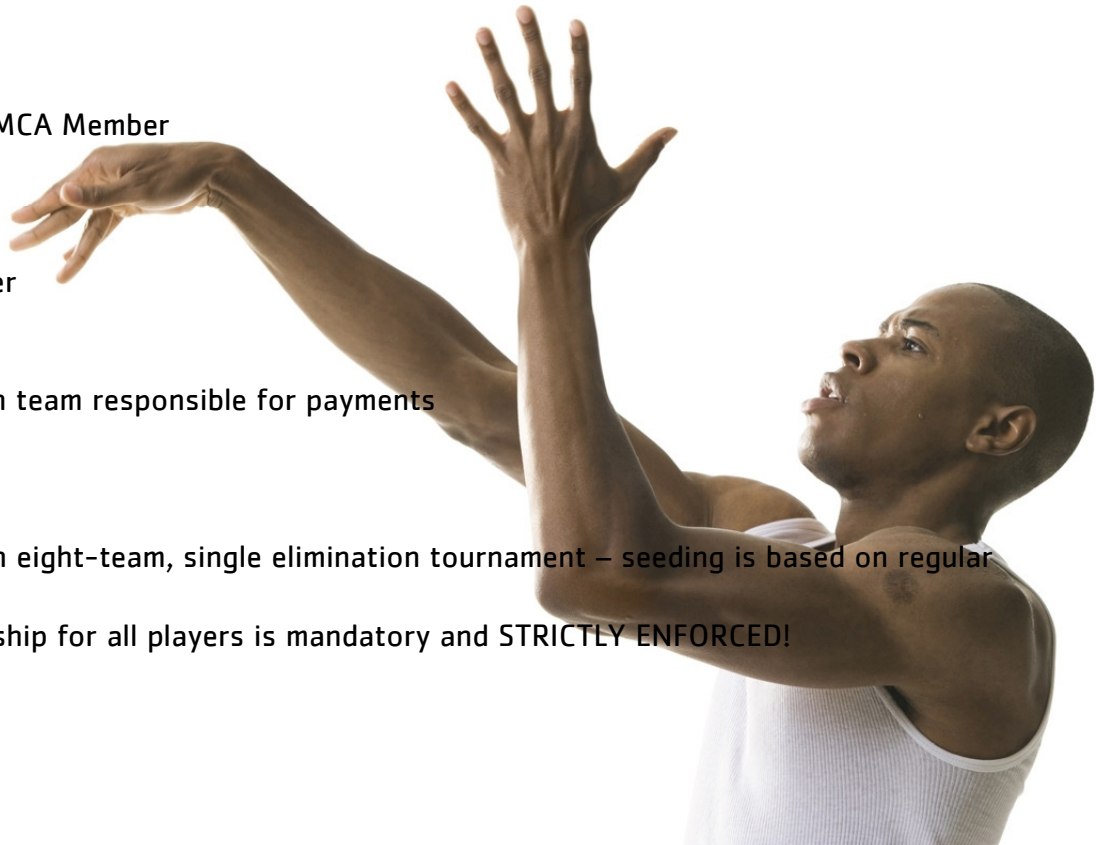 MCA Member
er
team responsible for payments
eight-team, single elimination tournament – seeding is based on regular
ship for all players is mandatory and STRICTLY ENFORCED!